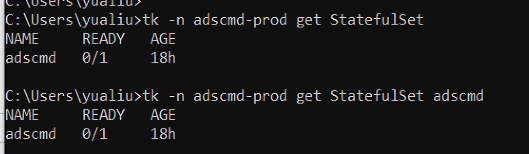 C:\Users\yualiu>
C:\Users\yualiu>tk -n adscmd-prod get StatefulSet
NAME READY AGE
adscmd 0/1 18h
C:\Users\yualiu>tk -n adscmd-prod get StatefulSet adscmd
NAME READY AGE
adscmd 0/1 18h